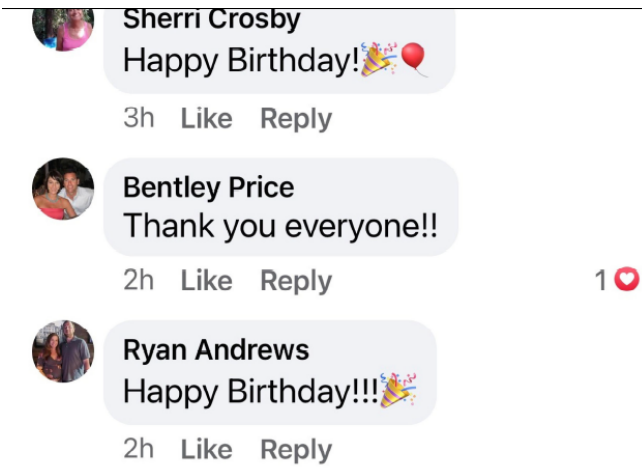 Sherri Crosby
Happy Birthday!🎉🎈
3h Like Reply
Bentley Price
Thank you everyone!!
2h Like Reply 1
Ryan Andrews
Happy Birthday!!!🎉
2h Like Reply